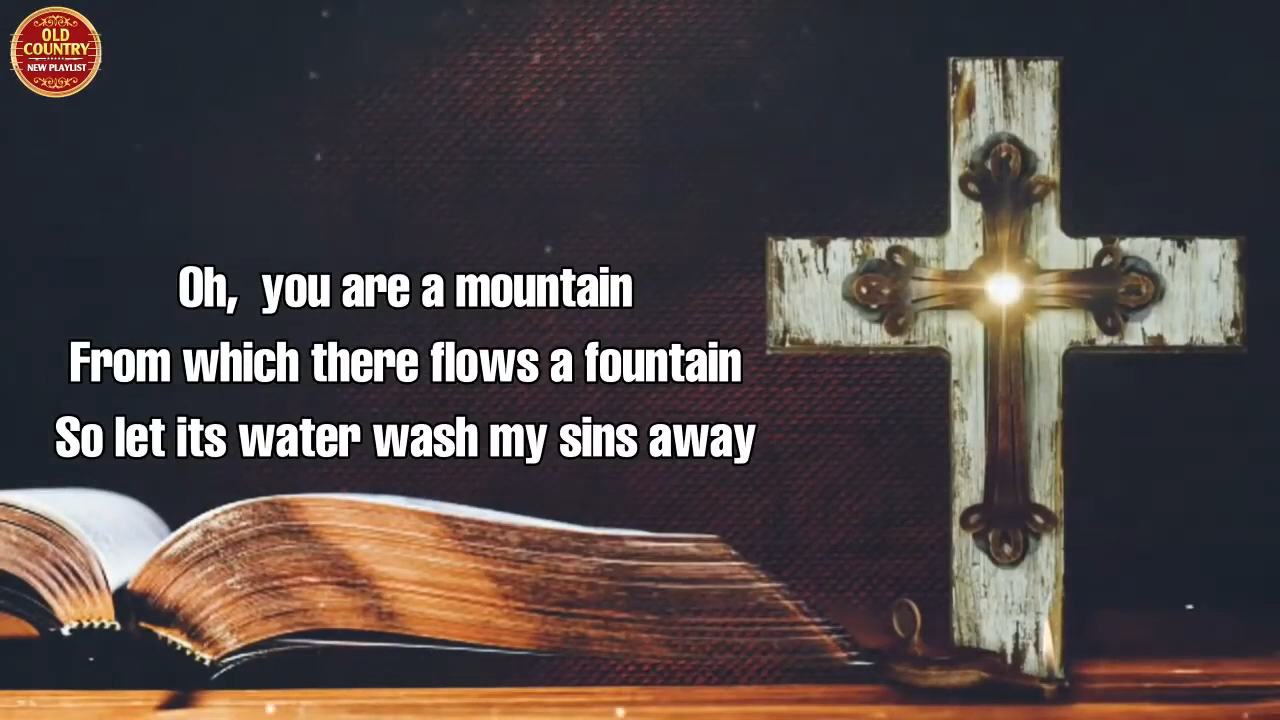 OLD
COUNTRY
NEW PLAYLIST
Oh, you are a mountain
From which there flows a fountain
So let its water wash my sins away